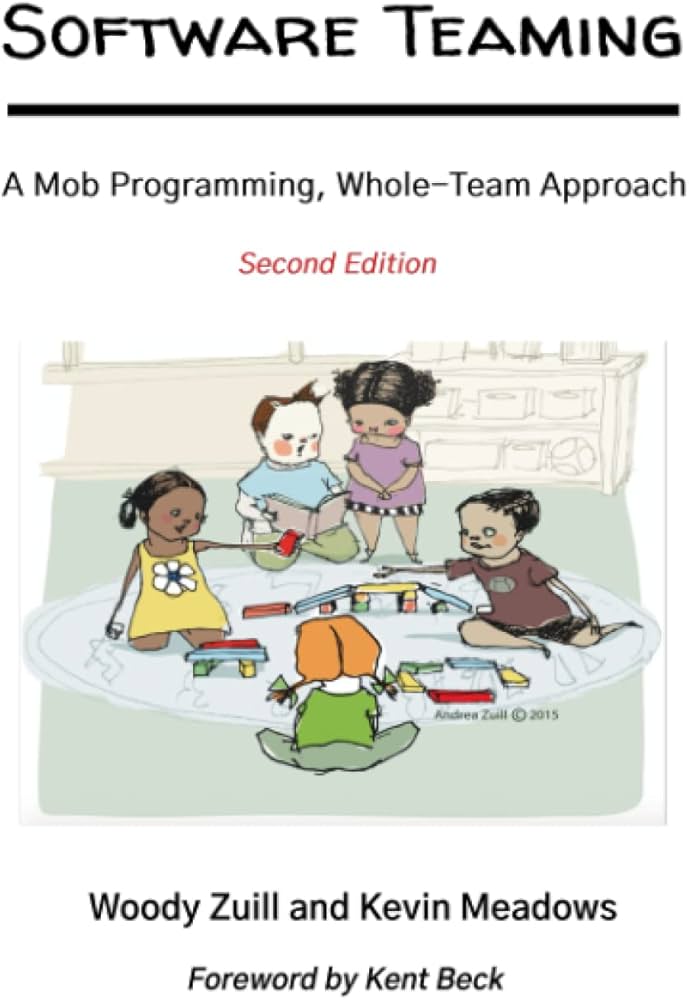 SOFTWARE TEAMING
A Mob Programming, Whole-Team Approach
Second Edition
Andrea Zuill © 2015
Woody Zuill and Kevin Meadows
Foreword by Kent Beck